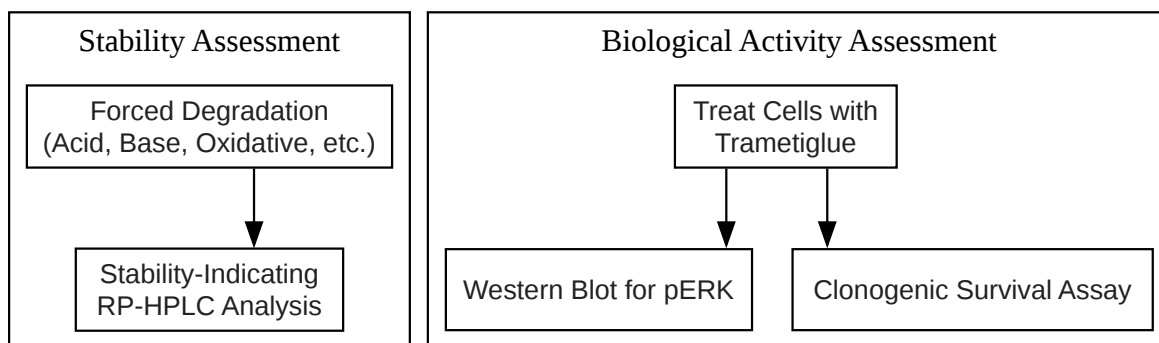 Stability Assessment
Forced Degradation
(Acid, Base, Oxidative, etc.)
Stability-Indicating
RP-HPLC Analysis
Biological Activity Assessment
Treat Cells with
Trametiglue
Western Blot for pERK
Clonogenic Survival Assay